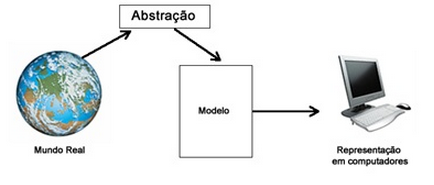 Abstração
Modelo
Mundo Real
Representação
em computadores